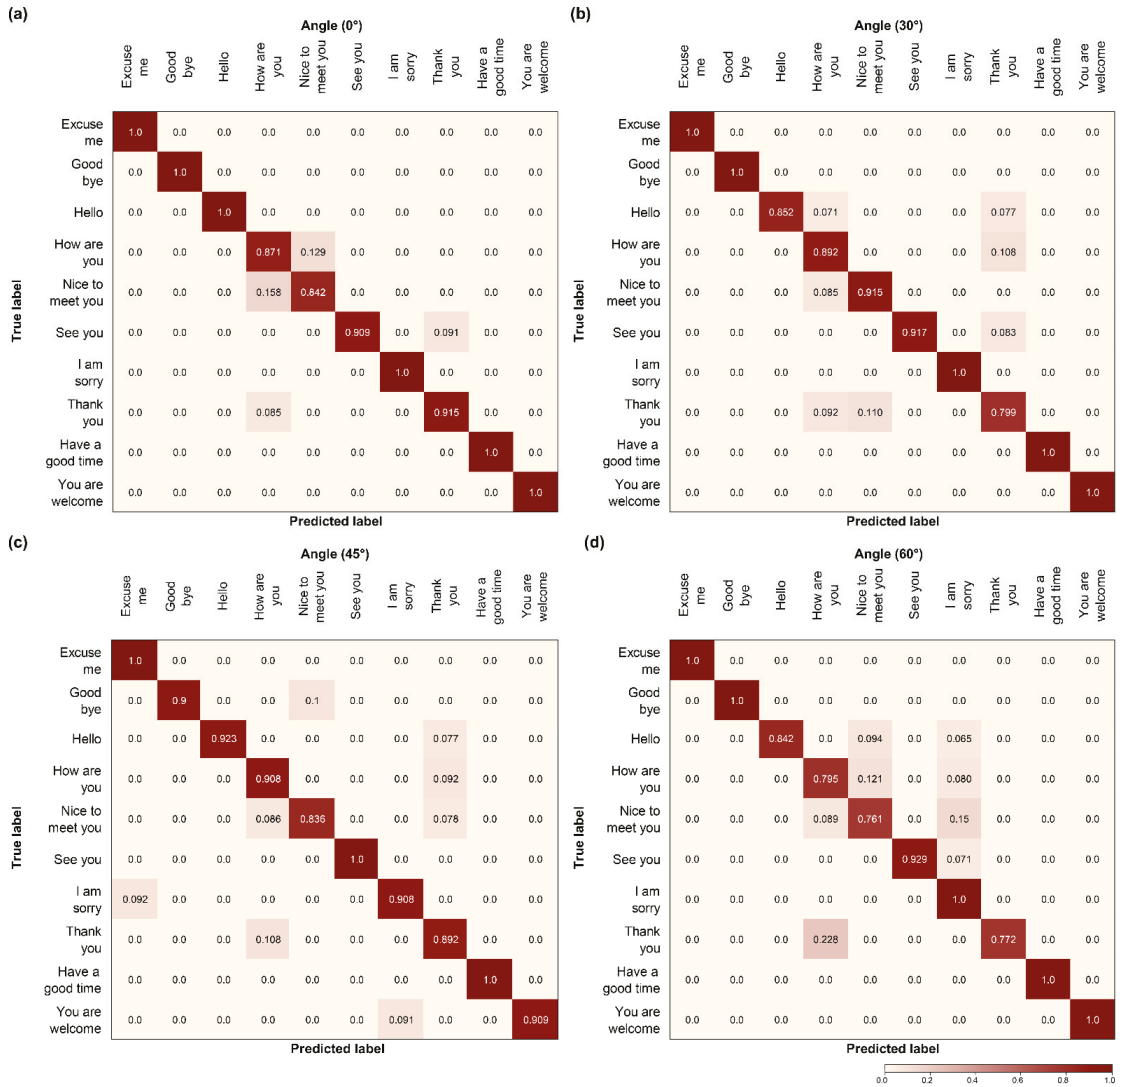 (a)
Angle (0°)
Excuse me
Good bye
Hello
How are you
Nice to meet you
See you
I am sorry
Thank you
Have a good time
You are welcome
True label
Excuse me 1.0 0.0 0.0 0.0 0.0 0.0 0.0 0.0 0.0 0.0
Good bye 0.0 1.0 0.0 0.0 0.0 0.0 0.0 0.0 0.0 0.0
Hello 0.0 0.0 1.0 0.0 0.0 0.0 0.0 0.0 0.0 0.0
How are you 0.0 0.0 0.0 0.871 0.129 0.0 0.0 0.0 0.0 0.0
Nice to meet you 0.0 0.0 0.0 0.158 0.842 0.0 0.0 0.0 0.0 0.0
See you 0.0 0.0 0.0 0.0 0.0 0.909 0.0 0.091 0.0 0.0
I am sorry 0.0 0.0 0.0 0.0 0.0 0.0 1.0 0.0 0.0 0.0
Thank you 0.0 0.0 0.0 0.085 0.0 0.0 0.0 0.915 0.0 0.0
Have a good time 0.0 0.0 0.0 0.0 0.0 0.0 0.0 0.0 1.0 0.0
You are welcome 0.0 0.0 0.0 0.0 0.0 0.0 0.0 0.0 0.0 1.0
Predicted label
(b)
Angle (30°)
Excuse me
Good bye
Hello
How are you
Nice to meet you
See you
I am sorry
Thank you
Have a good time
You are welcome
True label
Excuse me 1.0 0.0 0.0 0.0 0.0 0.0 0.0 0.0 0.0 0.0
Good bye 0.0 1.0 0.0 0.0 0.0 0.0 0.0 0.0 0.0 0.0
Hello 0.0 0.0 0.852 0.071 0.0 0.0 0.0 0.077 0.0 0.0
How are you 0.0 0.0 0.0 0.892 0.0 0.0 0.0 0.108 0.0 0.0
Nice to meet you 0.0 0.0 0.0 0.085 0.915 0.0 0.0 0.0 0.0 0.0
See you 0.0 0.0 0.0 0.0 0.0 0.917 0.0 0.083 0.0 0.0
I am sorry 0.0 0.0 0.0 0.0 0.0 0.0 1.0 0.0 0.0 0.0
Thank you 0.0 0.0 0.0 0.092 0.110 0.0 0.0 0.799 0.0 0.0
Have a good time 0.0 0.0 0.0 0.0 0.0 0.0 0.0 0.0 1.0 0.0
You are welcome 0.0 0.0 0.0 0.0 0.0 0.0 0.0 0.0 0.0 1.0
Predicted label
(c)
Angle (45°)
Excuse me
Good bye
Hello
How are you
Nice to meet you
See you
I am sorry
Thank you
Have a good time
You are welcome
True label
Excuse me 1.0 0.0 0.0 0.0 0.0 0.0 0.0 0.0 0.0 0.0
Good bye 0.0 0.9 0.0 0.0 0.1 0.0 0.0 0.0 0.0 0.0
Hello 0.0 0.0 0.923 0.0 0.0 0.0 0.0 0.077 0.0 0.0
How are you 0.0 0.0 0.0 0.908 0.0 0.0 0.0 0.092 0.0 0.0
Nice to meet you 0.0 0.0 0.0 0.086 0.836 0.0 0.0 0.078 0.0 0.0
See you 0.0 0.0 0.0 0.0 0.0 1.0 0.0 0.0 0.0 0.0
I am sorry 0.092 0.0 0.0 0.0 0.0 0.0 0.908 0.0 0.0 0.0
Thank you 0.0 0.0 0.0 0.108 0.0 0.0 0.0 0.892 0.0 0.0
Have a good time 0.0 0.0 0.0 0.0 0.0 0.0 0.0 0.0 1.0 0.0
You are welcome 0.0 0.0 0.0 0.0 0.0 0.0 0.091 0.0 0.0 0.909
Predicted label
(d)
Angle (60°)
Excuse me
Good bye
Hello
How are you
Nice to meet you
See you
I am sorry
Thank you
Have a good time
You are welcome
True label
Excuse me 1.0 0.0 0.0 0.0 0.0 0.0 0.0 0.0 0.0 0.0
Good bye 0.0 1.0 0.0 0.0 0.0 0.0 0.0 0.0 0.0 0.0
Hello 0.0 0.0 0.842 0.0 0.094 0.0 0.065 0.0 0.0 0.0
How are you 0.0 0.0 0.0 0.795 0.121 0.0 0.080 0.0 0.0 0.0
Nice to meet you 0.0 0.0 0.0 0.089 0.761 0.0 0.15 0.0 0.0 0.0
See you 0.0 0.0 0.0 0.0 0.0 0.929 0.071 0.0 0.0 0.0
I am sorry 0.0 0.0 0.0 0.0 0.0 0.0 1.0 0.0 0.0 0.0
Thank you 0.0 0.0 0.0 0.228 0.0 0.0 0.0 0.772 0.0 0.0
Have a good time 0.0 0.0 0.0 0.0 0.0 0.0 0.0 0.0 1.0 0.0
You are welcome 0.0 0.0 0.0 0.0 0.0 0.0 0.0 0.0 0.0 1.0
Predicted label
0.0 0.2 0.4 0.6 0.8 1.0